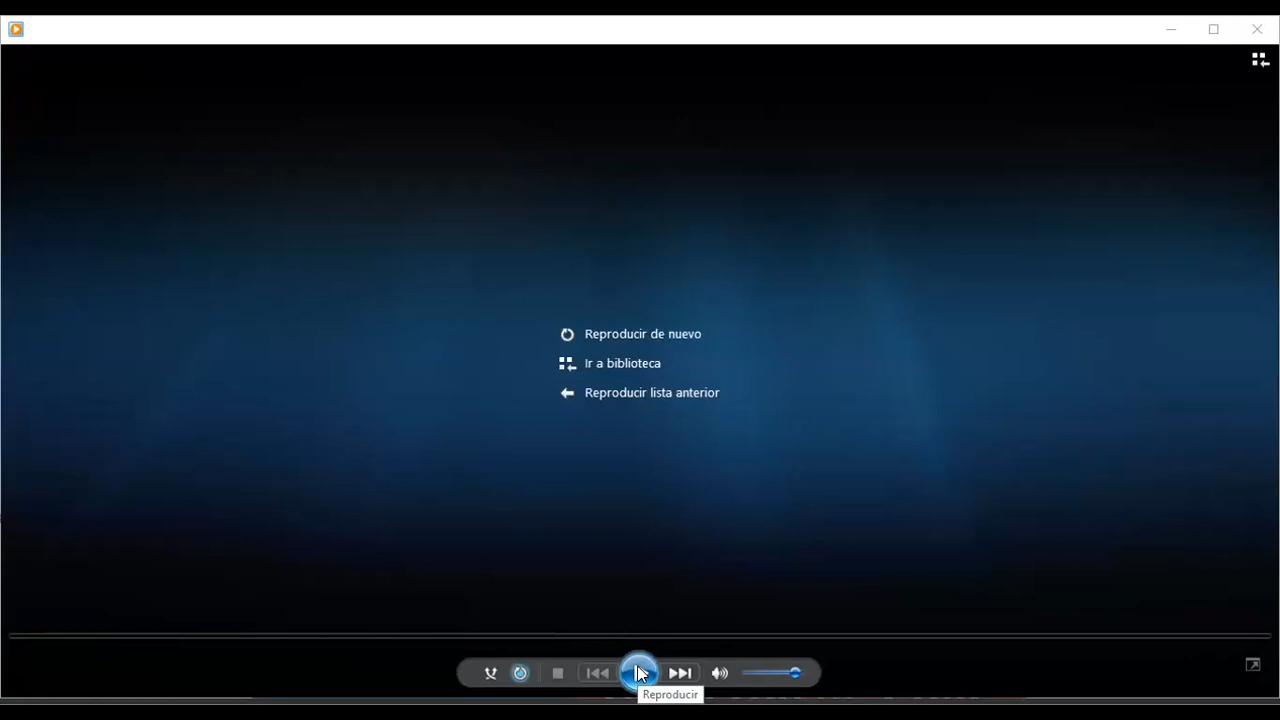 Reproducir de nuevo
Ir a biblioteca
Reproducir lista anterior
Reproducir